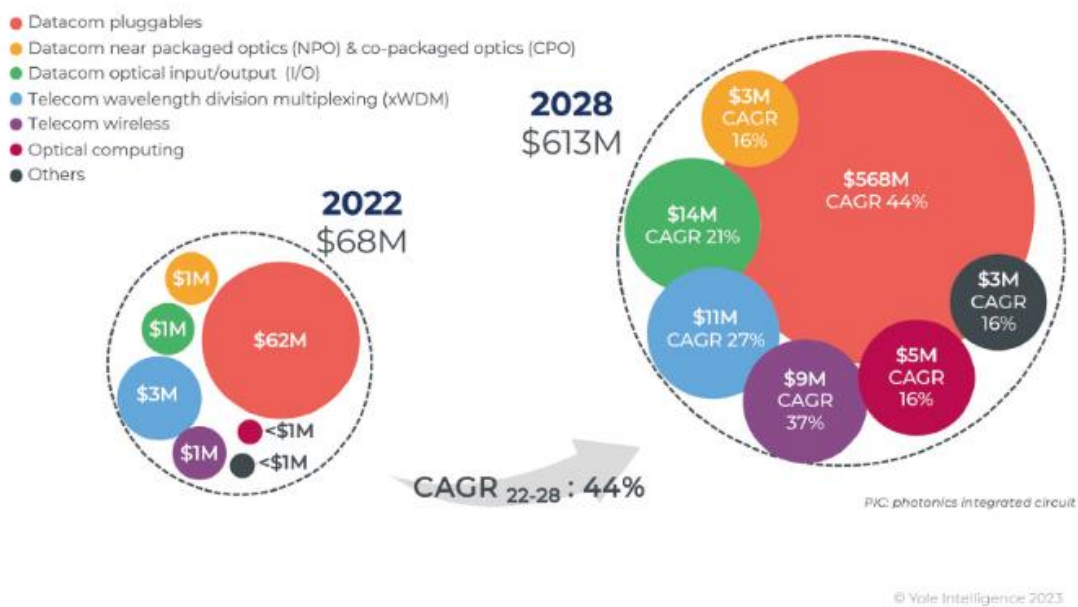 Datacom pluggables
Datacom near packaged optics (NPO) & co-packaged optics (CPO)
Datacom optical input/output (I/O)
Telecom wavelength division multiplexing (xWDM)
Telecom wireless
Optical computing
Others
2022
$68M
$1M
$1M
$62M
$3M
$1M
<$1M
<$1M
2028
$613M
$3M
CAGR
16%
$568M
CAGR 44%
$14M
CAGR 21%
$11M
CAGR 27%
$9M
CAGR
37%
$5M
CAGR
16%
$3M
CAGR
16%
CAGR 22-28 : 44%
PIC: photonics integrated circuit
© Yole Intelligence 2023